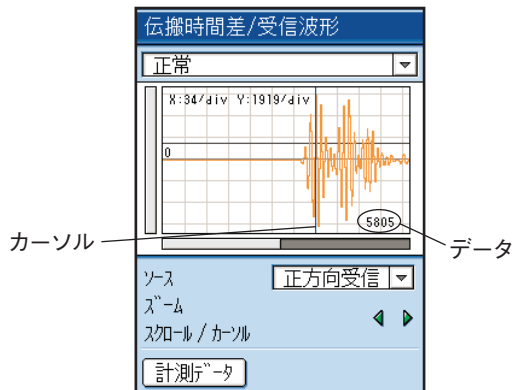 伝搬時間差/受信波形
正常
X:34/div Y:1919/div
0
5805
カーソル
データ
ソース 正方向受信
ズーム
スクロール / カーソル
計測データ